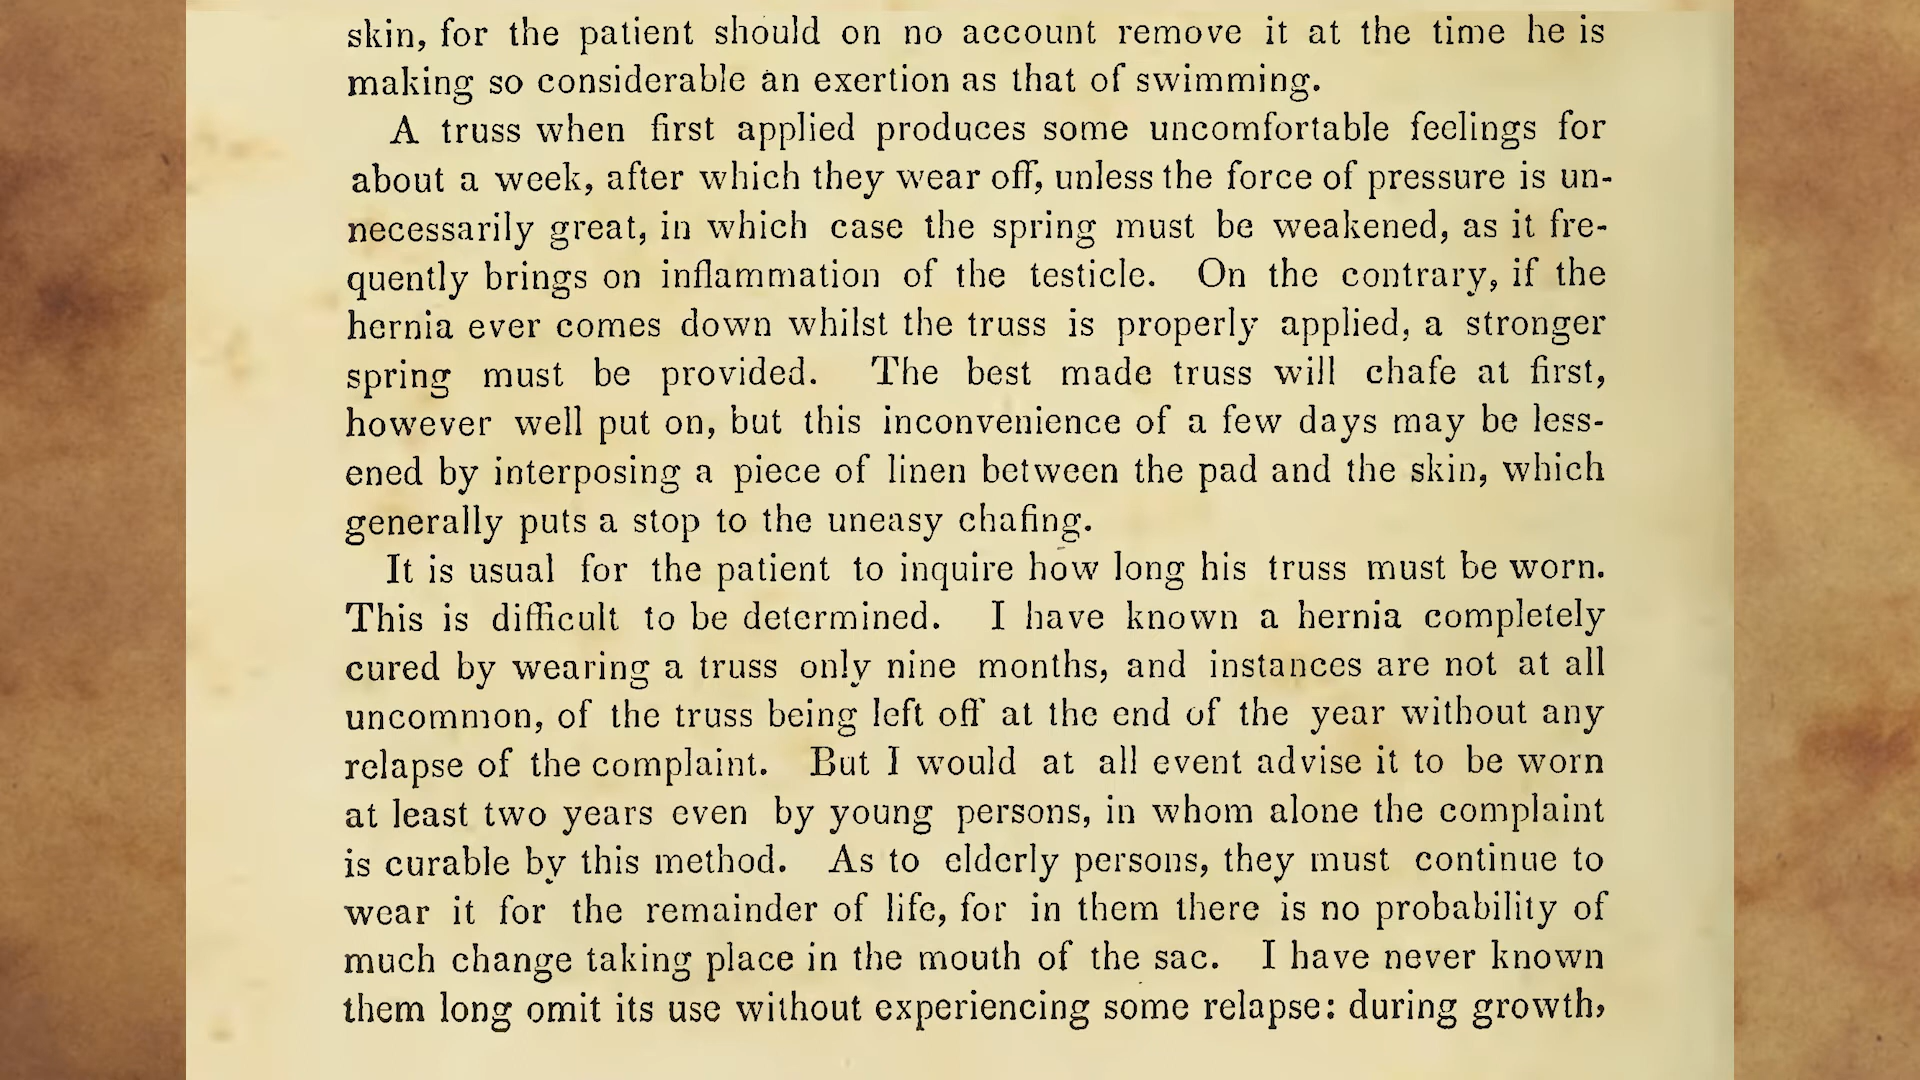 skin, for the patient should on no account remove it at the time he is
making so considerable an exertion as that of swimming.
A truss when first applied produces some uncomfortable feelings for
about a week, after which they wear off, unless the force of pressure is un-
necessarily great, in which case the spring must be weakened, as it fre-
quently brings on inflammation of the testicle. On the contrary, if the
hernia ever comes down whilst the truss is properly applied, a stronger
spring must be provided. The best made truss will chafe at first,
however well put on, but this inconvenience of a few days may be less-
ened by interposing a piece of linen between the pad and the skin, which
generally puts a stop to the uneasy chafing.
It is usual for the patient to inquire how long his truss must be worn.
This is difficult to be determined. I have known a hernia completely
cured by wearing a truss only nine months, and instances are not at all
uncommon, of the truss being left off at the end of the year without any
relapse of the complaint. But I would at all event advise it to be worn
at least two years even by young persons, in whom alone the complaint
is curable by this method. As to elderly persons, they must continue to
wear it for the remainder of life, for in them there is no probability of
much change taking place in the mouth of the sac. I have never known
them long omit its use without experiencing some relapse: during growth,